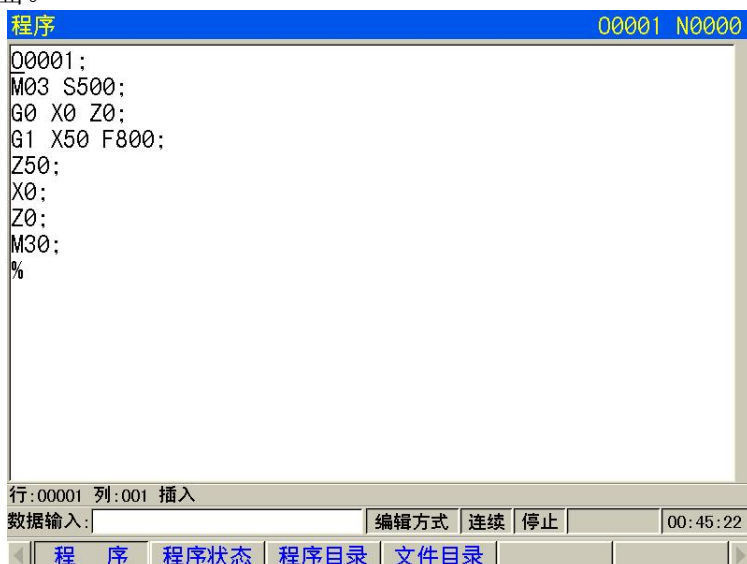 程序 O0001 N0000
O0001;
M03 S500;
G0 X0 Z0;
G1 X50 F800;
Z50;
X0;
Z0;
M30;
%
行:00001 列:001 插入
数据输入: 编辑方式 连续 停止 00:45:22
程 序 程序状态 程序目录 文件目录